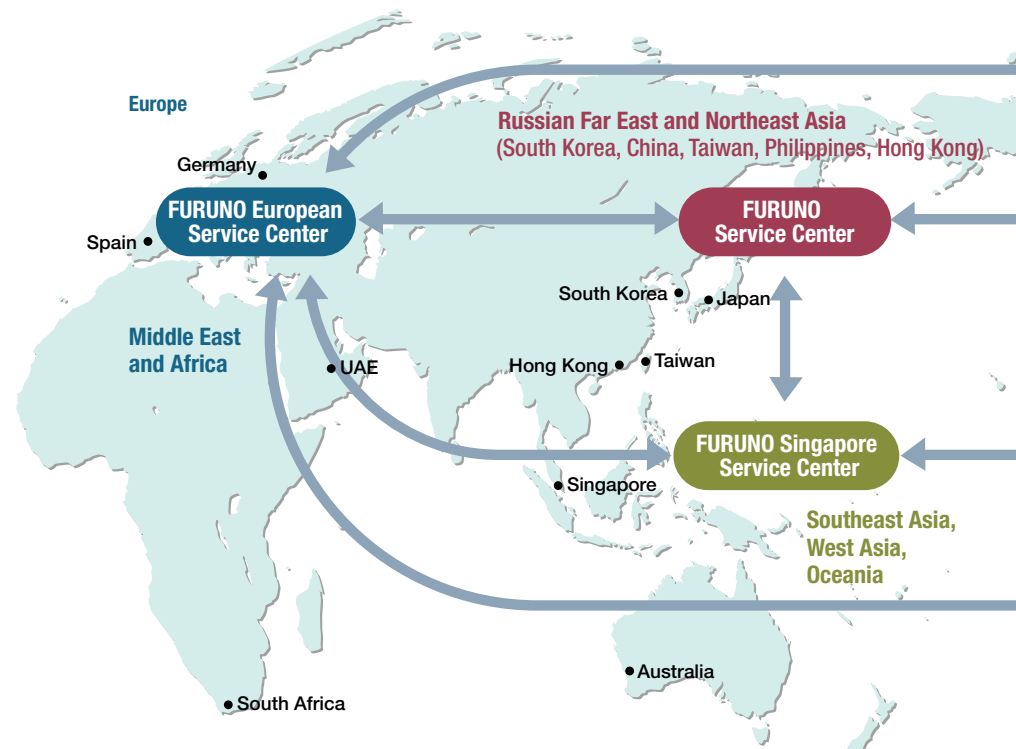 Europe
Russian Far East and Northeast Asia
(South Korea, China, Taiwan, Philippines, Hong Kong)
Germany
FURUNO European
Service Center
FURUNO
Service Center
Spain
South Korea
Japan
Middle East
and Africa
UAE
Hong Kong
Taiwan
FURUNO Singapore
Service Center
Singapore
Southeast Asia,
West Asia,
Oceania
Australia
South Africa